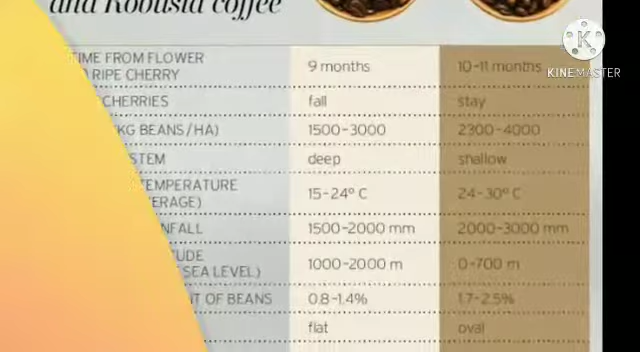 and Robusta coffee
KINEMASTER
TIME FROM FLOWER
RIPE CHERRY
9 months
10-11 months
CHERRIES
fall
stay
KG BEANS/HA)
1500-3000
2300-4000
STEM
deep
shallow
TEMPERATURE
ERAGE)
15-24° C
24-30° C
NFALL
1500-2000 mm
2000-3000 mm
UDE
SEA LEVEL)
1000-2000 m
0-700 m
T OF BEANS
0.8-1.4%
1.7-2.5%
flat
oval